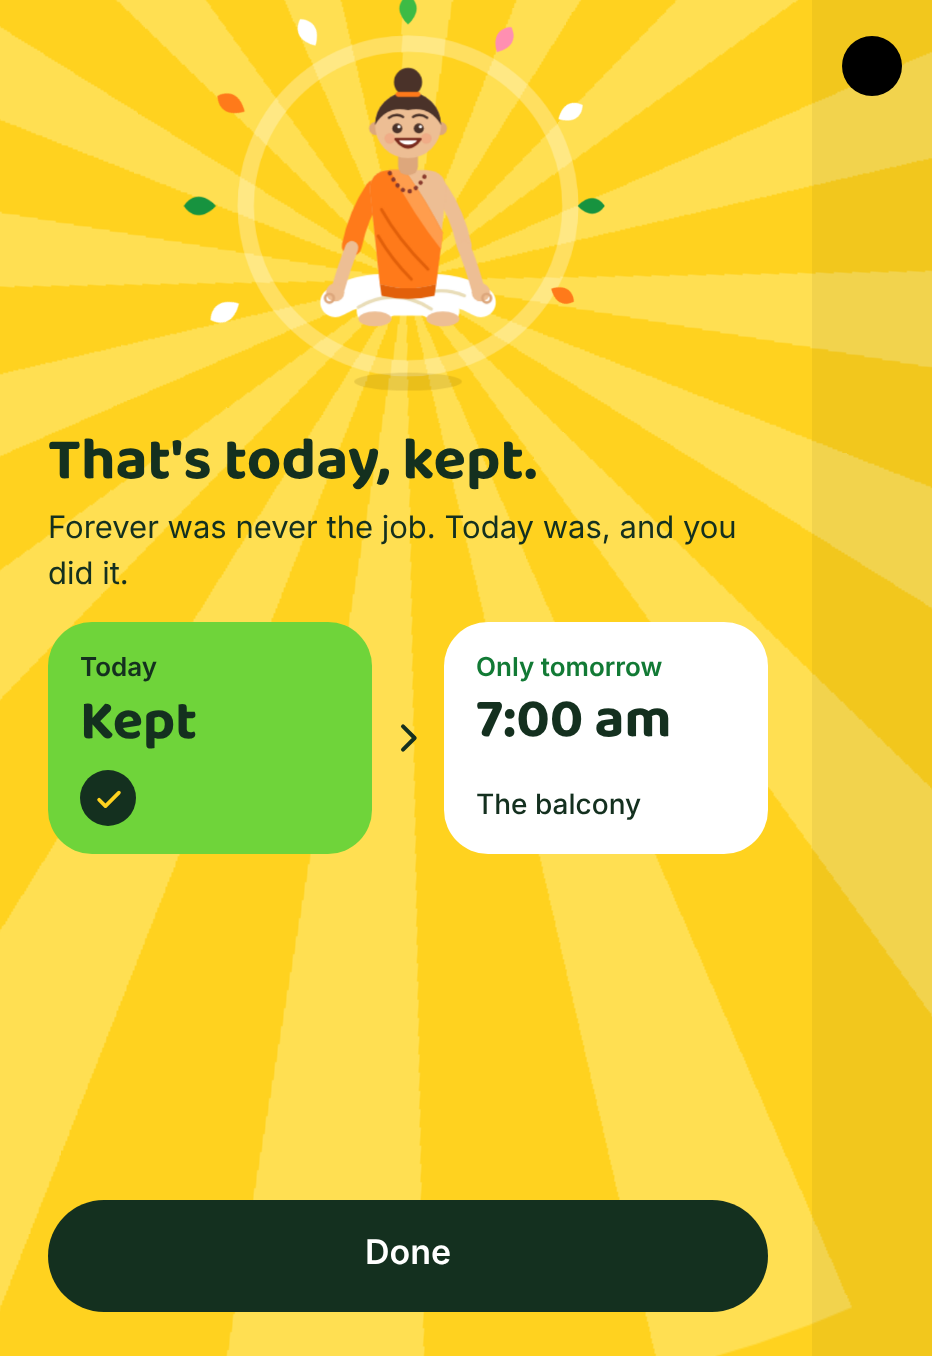 That's today, kept.
Forever was never the job. Today was, and you
did it.
Today
Kept
Only tomorrow
7:00 am
The balcony
Done